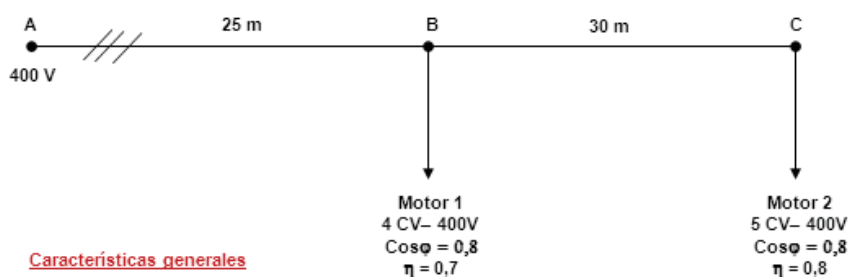 A 25 m B 30 m C
400 V
Motor 1
4 CV– 400V
Cosφ = 0,8
η = 0,7
Motor 2
5 CV– 400V
Cosφ = 0,8
η = 0,8
Características generales